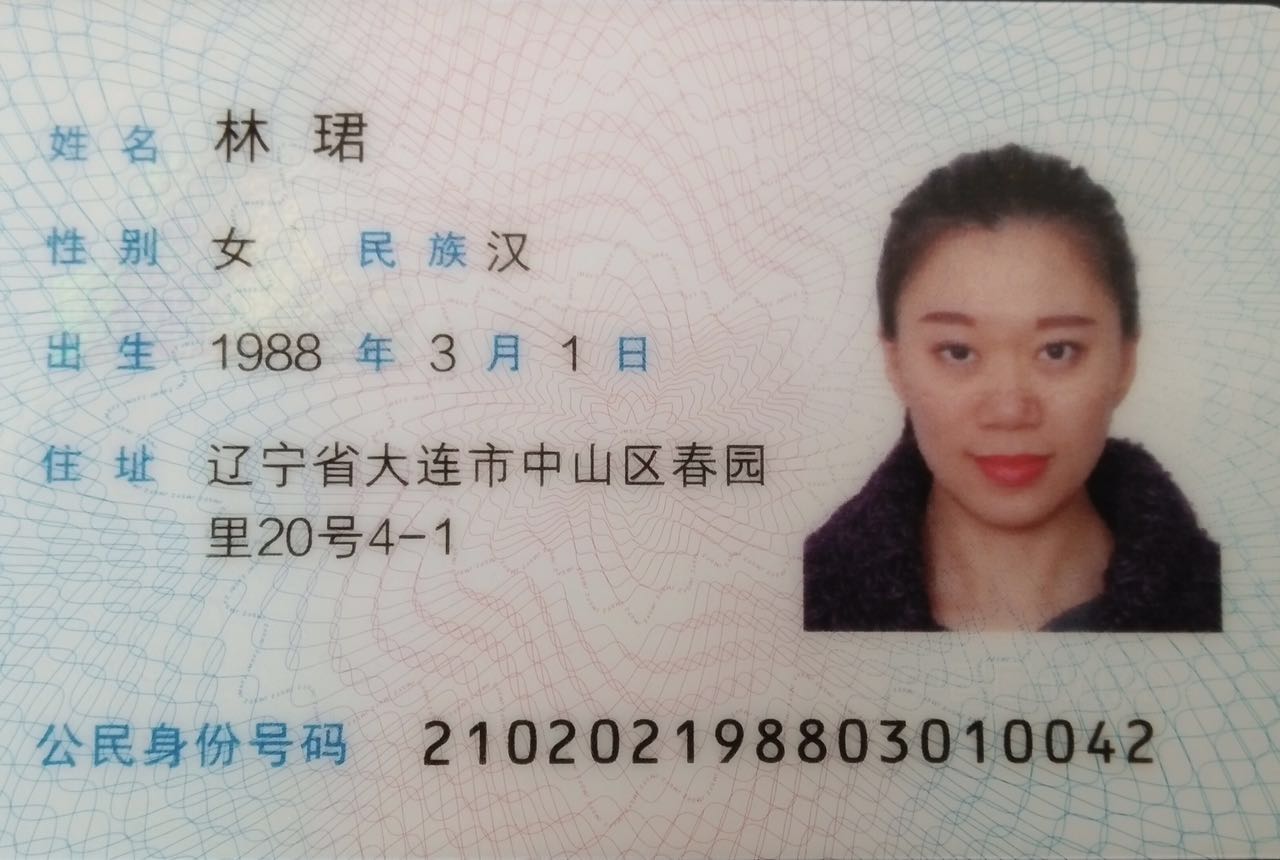 姓名 林珺
性别 女 民族 汉
出生 1988 年 3 月 1 日
住址 辽宁省大连市中山区春园
里20号4-1
公民身份号码 210202198803010042